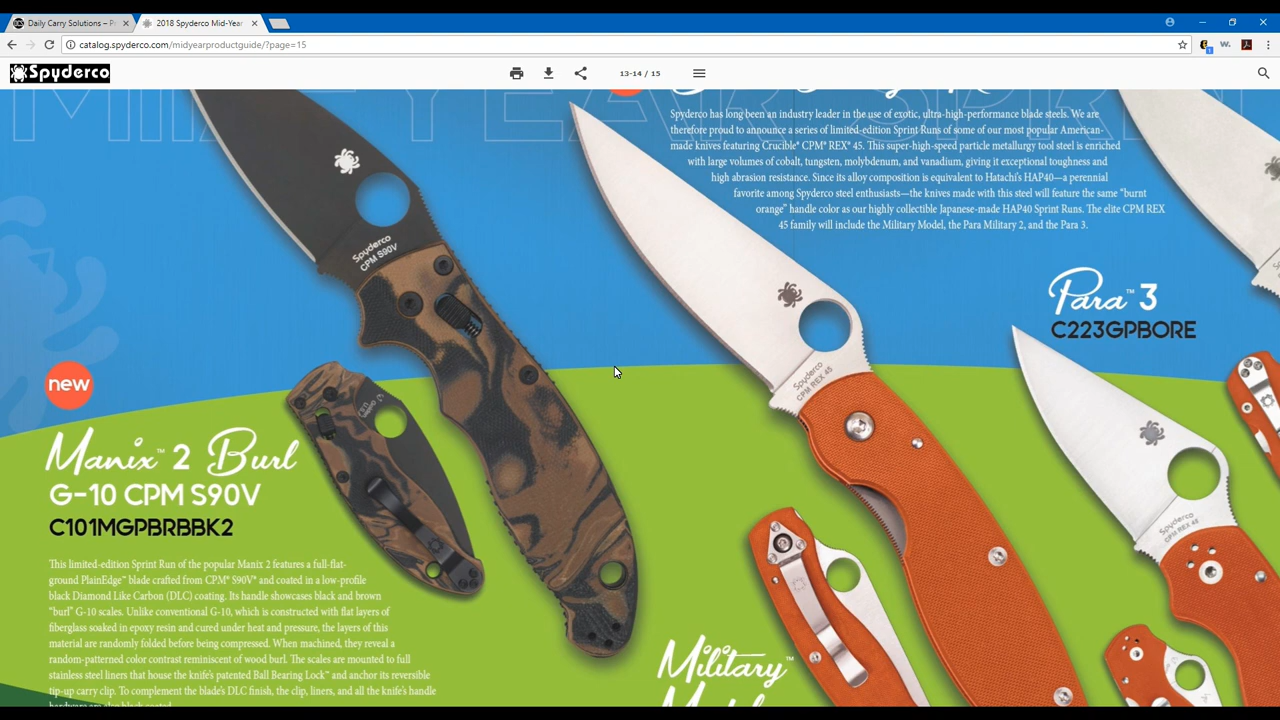 Daily Carry Solutions – P
2018 Spyderco Mid-Year
catalog.spyderco.com/midyearproductguide/?page=15
Spyderco
13-14 / 15
Spyderco has long been an industry leader in the use of exotic, ultra-high-performance blade steels. We are
therefore proud to announce a series of limited-edition Sprint Runs of some of our most popular American-
made knives featuring Crucible® CPM® REX® 45. This super-high-speed particle metallurgy tool steel is enriched
with large volumes of cobalt, tungsten, molybdenum, and vanadium, giving it exceptional toughness and
high abrasion resistance. Since its alloy composition is equivalent to Hatachi's HAP40—a perennial
favorite among Spyderco steel enthusiasts—the knives made with this steel will feature the same "burnt
orange" handle color as our highly collectible Japanese-made HAP40 Sprint Runs. The elite CPM REX
45 family will include the Military Model, the Para Military 2, and the Para 3.
Spyderco
CPM S90V
Para™ 3
C223GPBORE
Spyderco
CPM REX 45
new
Manix™ 2 Burl
G-10 CPM S90V
C101MGPBRBBK2
Spyderco
CPM REX 45
This limited-edition Sprint Run of the popular Manix 2 features a full-flat-
ground PlainEdge™ blade crafted from CPM® S90V® and coated in a low-profile
black Diamond Like Carbon (DLC) coating. Its handle showcases black and brown
"burl" G-10 scales. Unlike conventional G-10, which is constructed with flat layers of
fiberglass soaked in epoxy resin and cured under heat and pressure, the layers of this
material are randomly folded before being compressed. When machined, they reveal a
random-patterned color contrast reminiscent of wood burl. The scales are mounted to full
stainless steel liners that house the knife's patented Ball Bearing Lock™ and anchor its reversible
tip-up carry clip. To complement the blade's DLC finish, the clip, liners, and all the knife's handle
hardware are also black coated.
Military™
Model